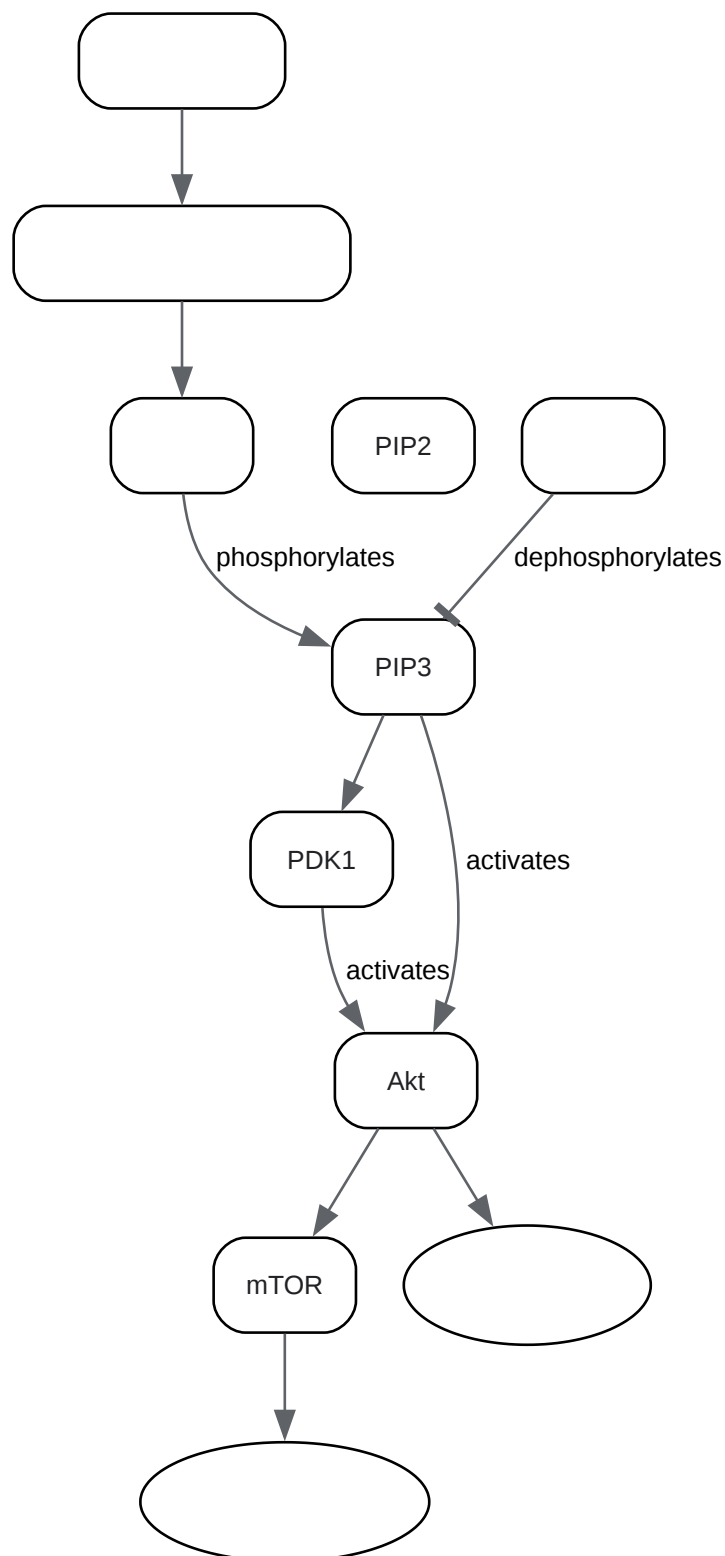 PIP2
phosphorylates
dephosphorylates
PIP3
PDK1
activates
activates
Akt
mTOR